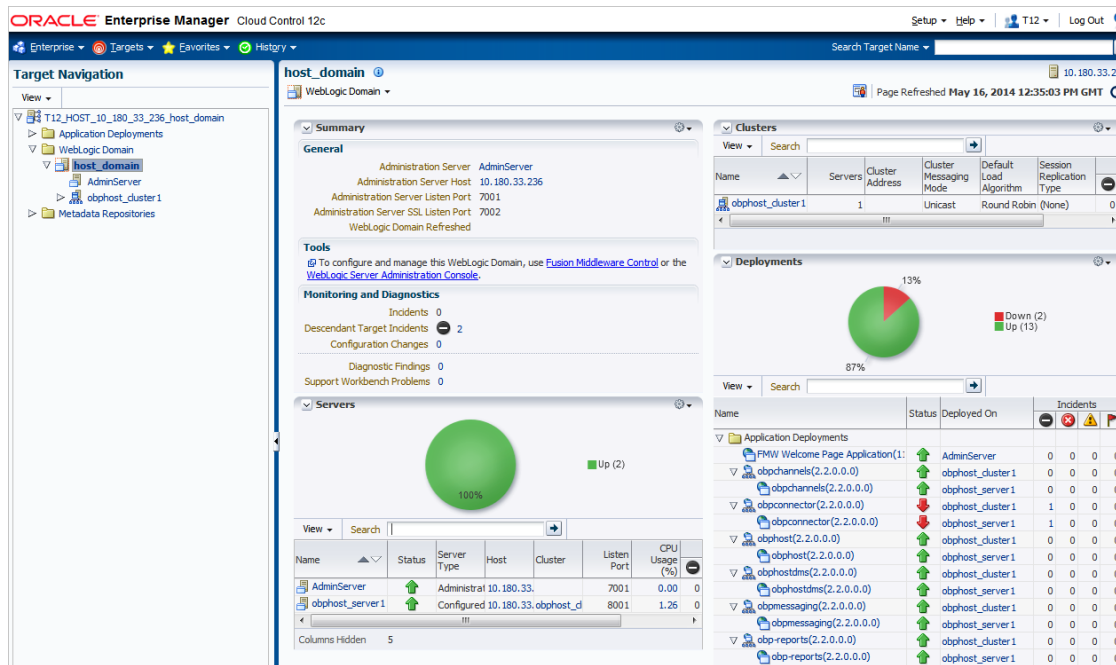 ORACLE Enterprise Manager Cloud Control 12c
Setup Help T12 Log Out
Enterprise Targets Favorites History Search Target Name
Target Navigation
View
T12_HOST_10_180_33_236_host_domain
Application Deployments
WebLogic Domain
host_domain
AdminServer
obphost_cluster1
Metadata Repositories
host_domain
10.180.33.2
WebLogic Domain
Page Refreshed May 16, 2014 12:35:03 PM GMT
Summary
General
Administration Server AdminServer
Administration Server Host 10.180.33.236
Administration Server Listen Port 7001
Administration Server SSL Listen Port 7002
WebLogic Domain Refreshed
Tools
To configure and manage this WebLogic Domain, use Fusion Middleware Control or the
WebLogic Server Administration Console.
Monitoring and Diagnostics
Incidents 0
Descendant Target Incidents 2
Configuration Changes 0
Diagnostic Findings 0
Support Workbench Problems 0
Servers
Up (2)
100%
View Search
Name Status Server Type Host Cluster Listen Port CPU Usage (%)
AdminServer Administrat 10.180.33. 7001 0.00 0
obphost_server1 Configured 10.180.33. obphost_cl 8001 1.26 0
Columns Hidden 5
Clusters
View Search
Name Servers Cluster Address Cluster Messaging Mode Default Load Algorithm Session Replication Type
obphost_cluster1 1 Unicast Round Robin (None) 0
Deployments
13%
Down (2)
Up (13)
87%
View Search
Name Status Deployed On Incidents
Application Deployments
FMW Welcome Page Application(1 AdminServer 0 0 0
obpchannels(2.2.0.0.0) obphost_cluster1 0 0 0
obpchannels(2.2.0.0.0) obphost_server1 0 0 0
obpconnector(2.2.0.0.0) obphost_cluster1 1 0 0
obpconnector(2.2.0.0.0) obphost_server1 1 0 0
obphost(2.2.0.0.0) obphost_cluster1 0 0 0
obphost(2.2.0.0.0) obphost_server1 0 0 0
obphostdms(2.2.0.0.0) obphost_cluster1 0 0 0
obphostdms(2.2.0.0.0) obphost_server1 0 0 0
obpmessaging(2.2.0.0.0) obphost_cluster1 0 0 0
obpmessaging(2.2.0.0.0) obphost_server1 0 0 0
obp-reports(2.2.0.0.0) obphost_cluster1 0 0 0
obp-reports(2.2.0.0.0) obphost_server1 0 0 0